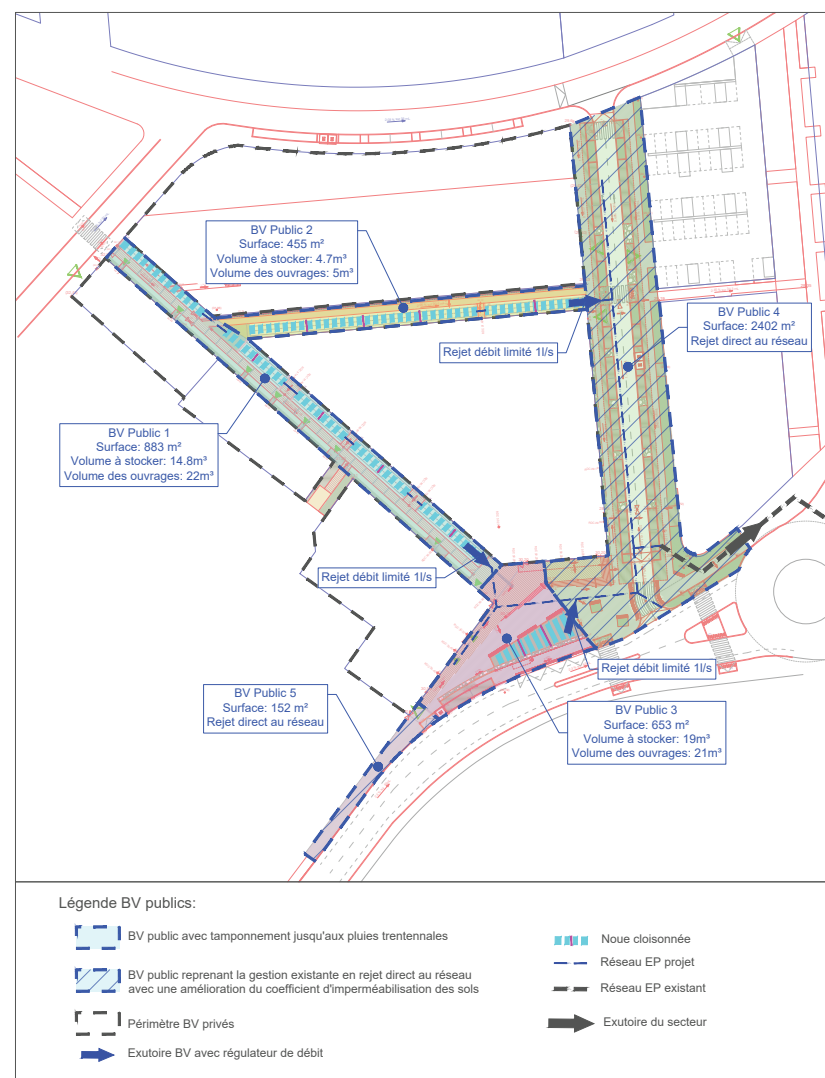 BV Public 2
Surface: 455 m²
Volume à stocker: 4.7m³
Volume des ouvrages: 5m³
BV Public 4
Surface: 2402 m²
Rejet direct au réseau
Rejet débit limité 1l/s
BV Public 1
Surface: 883 m²
Volume à stocker: 14.8m³
Volume des ouvrages: 22m³
Rejet débit limité 1l/s
Rejet débit limité 1l/s
BV Public 5
Surface: 152 m²
Rejet direct au réseau
BV Public 3
Surface: 653 m²
Volume à stocker: 19m³
Volume des ouvrages: 21m³
Légende BV publics:
BV public avec tamponnement jusqu'aux pluies trentennales
BV public reprenant la gestion existante en rejet direct au réseau
avec une amélioration du coefficient d'imperméabilisation des sols
Périmètre BV privés
Exutoire BV avec régulateur de débit
Noue cloisonnée
Réseau EP projet
Réseau EP existant
Exutoire du secteur